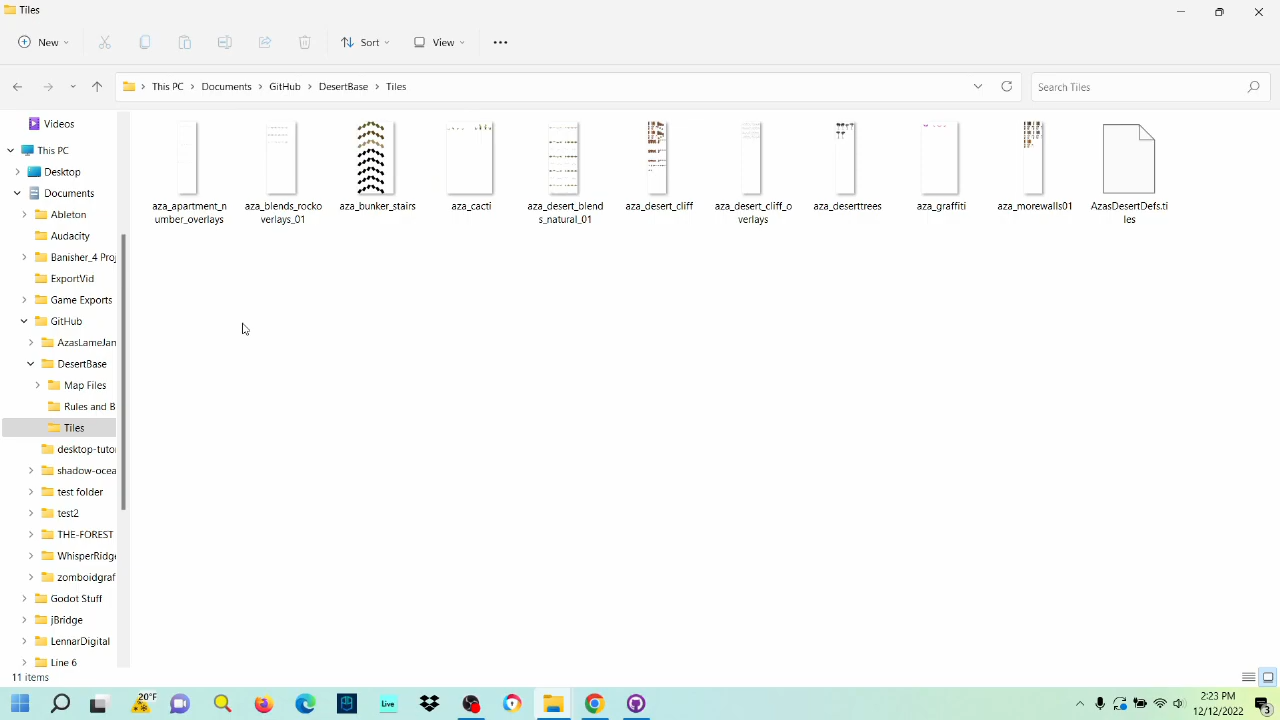 Tiles
New
Sort
View
This PC > Documents > GitHub > DesertBase > Tiles
Search Tiles
Videos
This PC
Desktop
Documents
Ableton
Audacity
Banisher_4 Proj
ExportVid
Game Exports
GitHub
AzasLameJan
DesertBase
Map Files
Rules and B
Tiles
desktop-tuto
shadow-ocea
test folder
test2
THE-FOREST
WhisperRidge
zomboidgraf
Godot Stuff
jBridge
LennarDigital
Line 6
aza_apartment_n
umber_overlays
aza_blends_rocko
verlays_01
aza_bunker_stairs
aza_cacti
aza_desert_blend
s_natural_01
aza_desert_cliff
aza_desert_cliff_o
verlays
aza_deserttrees
aza_graffiti
aza_morewalls01
AzasDesertDefs.ti
les
11 items
20°F
Live
2:23 PM
12/12/2022
3